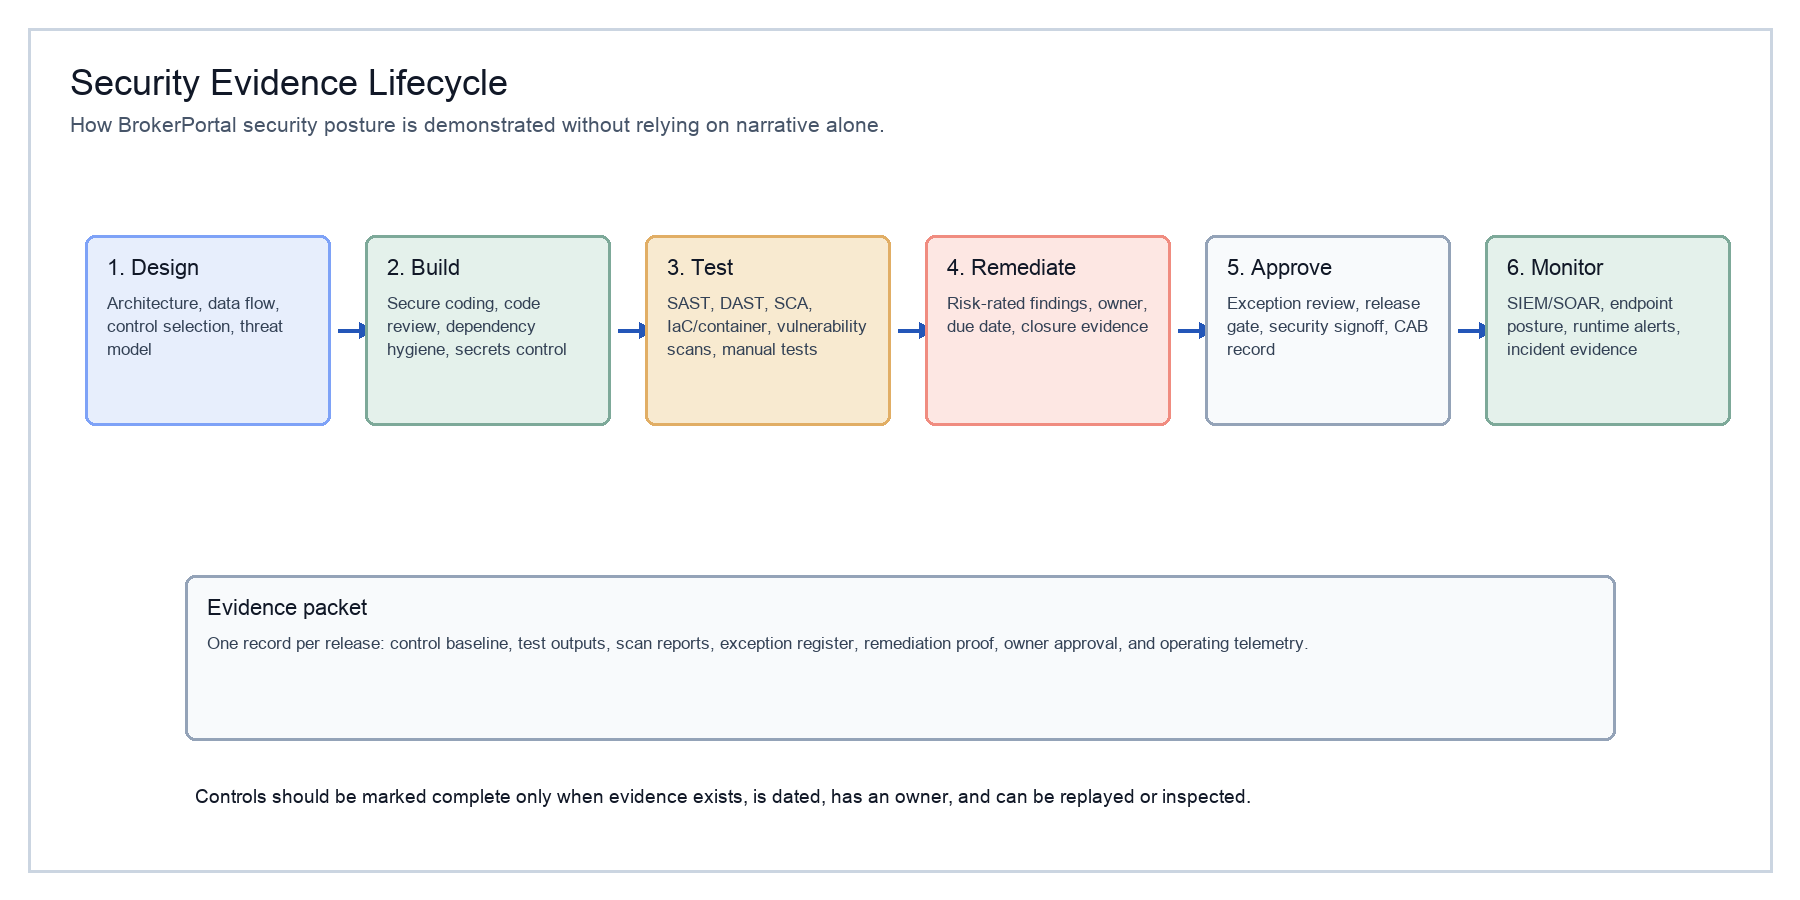 Security Evidence Lifecycle
How BrokerPortal security posture is demonstrated without relying on narrative alone.
1. Design
Architecture, data flow,
control selection, threat
model
2. Build
Secure coding, code
review, dependency
hygiene, secrets control
3. Test
SAST, DAST, SCA,
IaC/container, vulnerability
scans, manual tests
4. Remediate
Risk-rated findings, owner,
due date, closure evidence
5. Approve
Exception review, release
gate, security signoff, CAB
record
6. Monitor
SIEM/SOAR, endpoint
posture, runtime alerts,
incident evidence
Evidence packet
One record per release: control baseline, test outputs, scan reports, exception register, remediation proof, owner approval, and operating telemetry.
Controls should be marked complete only when evidence exists, is dated, has an owner, and can be replayed or inspected.